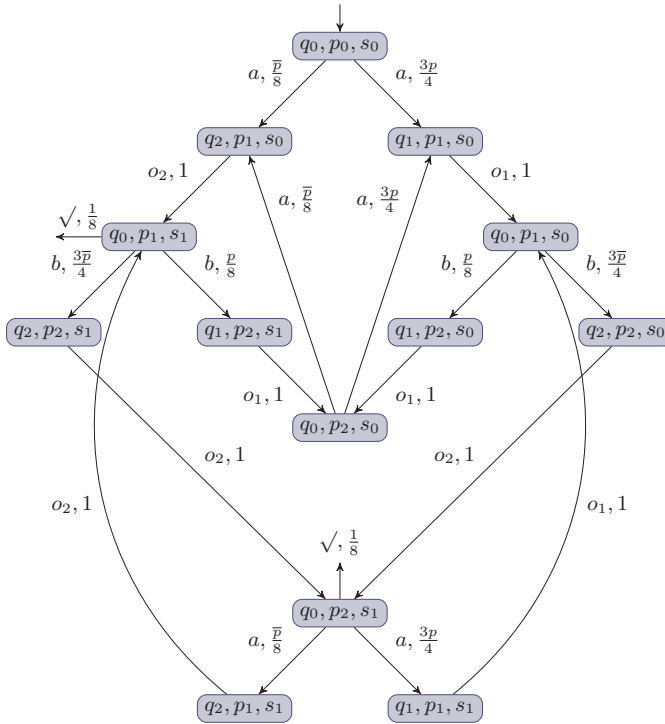 q₀, p₀, s₀
a, p̅/8
a, 3p/4
q₂, p₁, s₀
q₁, p₁, s₀
o₂, 1
a, p̅/8
a, 3p/4
o₁, 1
√, 1/8
q₀, p₁, s₁
q₀, p₁, s₀
b, 3p̅/4
b, p/8
b, p/8
b, 3p̅/4
q₂, p₂, s₁
q₁, p₂, s₁
q₁, p₂, s₀
q₂, p₂, s₀
o₁, 1
o₁, 1
q₀, p₂, s₀
o₂, 1
o₂, 1
o₂, 1
o₁, 1
√, 1/8
q₀, p₂, s₁
a, p̅/8
a, 3p/4
q₂, p₁, s₁
q₁, p₁, s₁